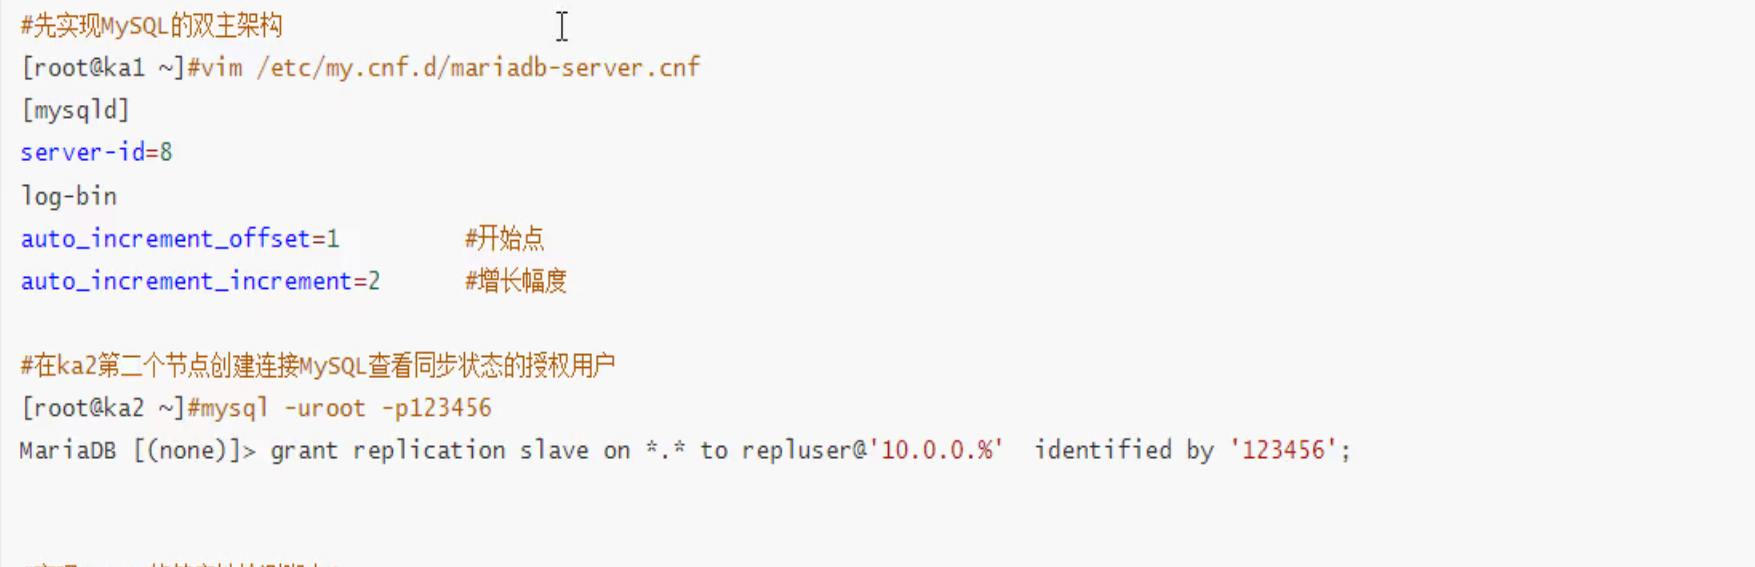 #先实现MySQL的双主架构
[root@ka1 ~]#vim /etc/my.cnf.d/mariadb-server.cnf
[mysqld]
server-id=8
log-bin
auto_increment_offset=1 #开始点
auto_increment_increment=2 #增长幅度
#在ka2第二个节点创建连接MySQL查看同步状态的授权用户
[root@ka2 ~]#mysql -uroot -p123456
MariaDB [(none)]> grant replication slave on *.* to repluser@'10.0.0.%' identified by '123456';